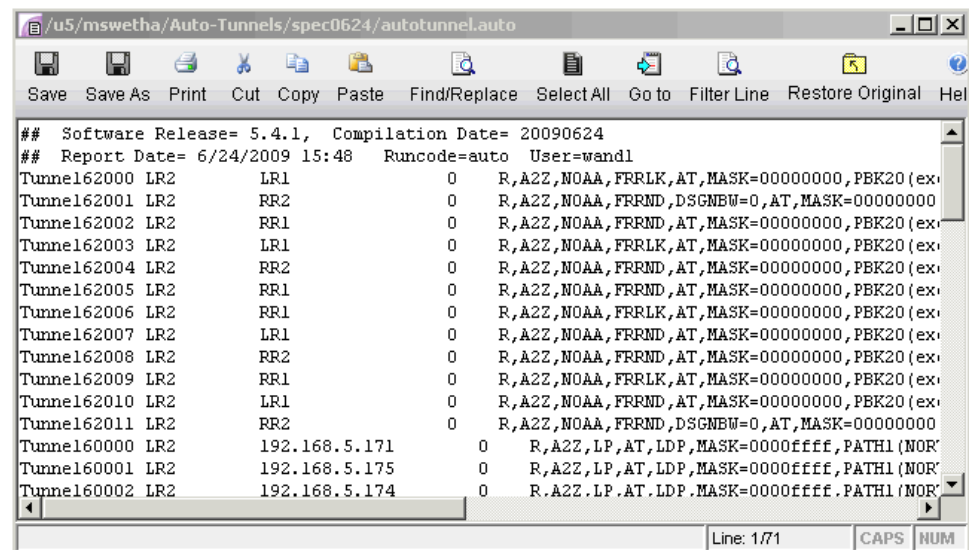 /u5/mswetha/Auto-Tunnels/spec0624/autotunnel.auto
Save Save As Print Cut Copy Paste Find/Replace Select All Go to Filter Line Restore Original Hel
## Software Release= 5.4.1, Compilation Date= 20090624
## Report Date= 6/24/2009 15:48 Runcode=auto User=wandl
Tunnel62000 LR2 LR1 0 R,A2Z,NOAA,FRRLK,AT,MASK=00000000,PBK20(ex
Tunnel62001 LR2 RR2 0 R,A2Z,NOAA,FRRND,DSGNBW=0,AT,MASK=00000000
Tunnel62002 LR2 RR1 0 R,A2Z,NOAA,FRRND,AT,MASK=00000000,PBK20(ex
Tunnel62003 LR2 LR1 0 R,A2Z,NOAA,FRRLK,AT,MASK=00000000,PBK20(ex
Tunnel62004 LR2 RR2 0 R,A2Z,NOAA,FRRND,AT,MASK=00000000,PBK20(ex
Tunnel62005 LR2 RR1 0 R,A2Z,NOAA,FRRND,AT,MASK=00000000,PBK20(ex
Tunnel62006 LR2 RR1 0 R,A2Z,NOAA,FRRLK,AT,MASK=00000000,PBK20(ex
Tunnel62007 LR2 LR1 0 R,A2Z,NOAA,FRRND,AT,MASK=00000000,PBK20(ex
Tunnel62008 LR2 RR2 0 R,A2Z,NOAA,FRRND,AT,MASK=00000000,PBK20(ex
Tunnel62009 LR2 RR1 0 R,A2Z,NOAA,FRRLK,AT,MASK=00000000,PBK20(ex
Tunnel62010 LR2 LR1 0 R,A2Z,NOAA,FRRND,AT,MASK=00000000,PBK20(ex
Tunnel62011 LR2 RR2 0 R,A2Z,NOAA,FRRND,DSGNBW=0,AT,MASK=00000000
Tunnel60000 LR2 192.168.5.171 0 R,A2Z,LP,AT,LDP,MASK=0000ffff,PATH1(NOR
Tunnel60001 LR2 192.168.5.175 0 R,A2Z,LP,AT,LDP,MASK=0000ffff,PATH1(NOR
Tunnel60002 LR2 192.168.5.174 0 R,A2Z,LP,AT,LDP,MASK=0000ffff,PATH1(NOR
Line: 1/71 CAPS NUM